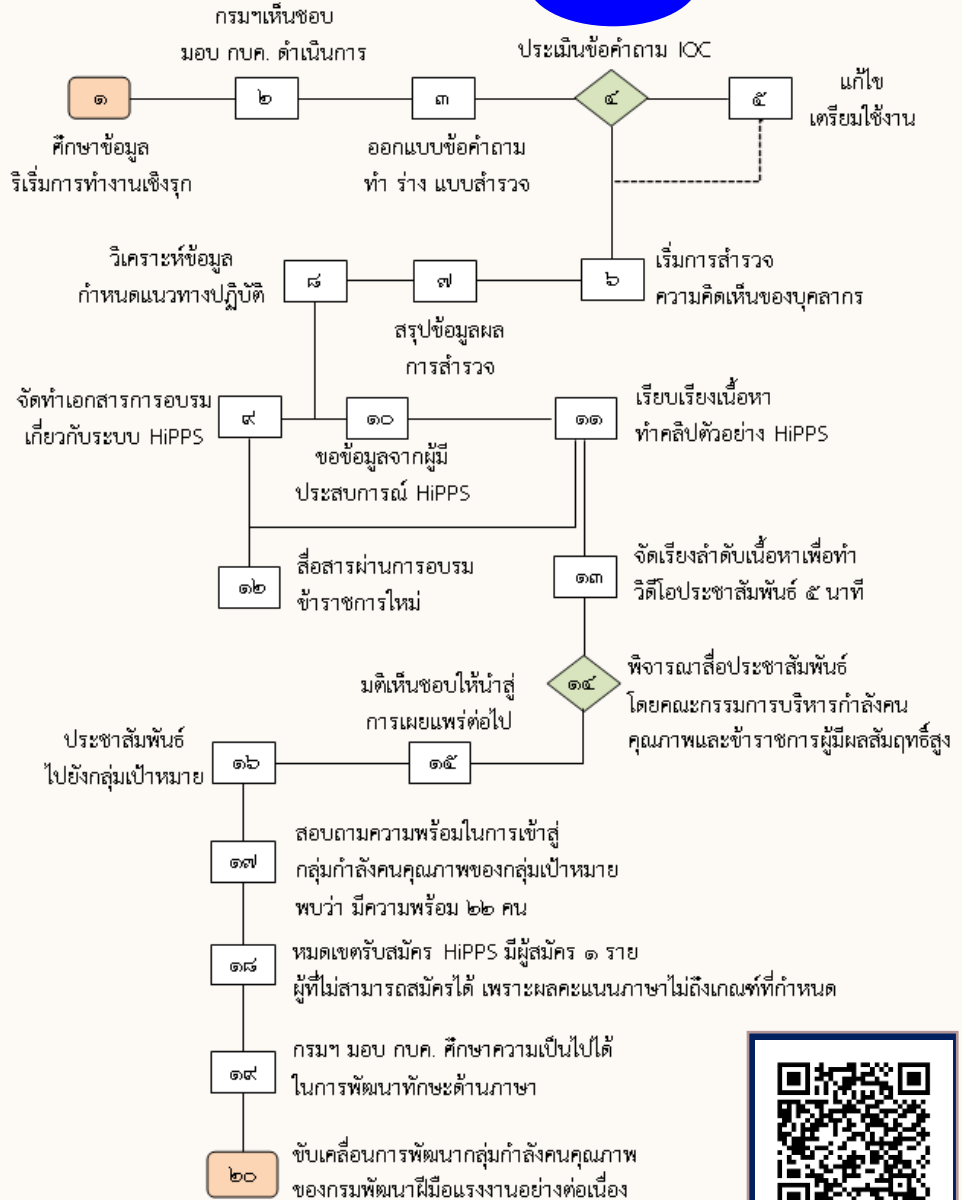 กรมฯเห็นชอบ
มอบ กบค. ดำเนินการ
ประเมินข้อคำถาม IOC
๑
๒
๓
๔
๕
แก้ไข
เตรียมใช้งาน
ศึกษาข้อมูล
ริเริ่มการทำงานเชิงรุก
ออกแบบข้อคำถาม
ทำ ร่าง แบบสำรวจ
วิเคราะห์ข้อมูล
กำหนดแนวทางปฏิบัติ
๘
๗
๖
เริ่มการสำรวจ
ความคิดเห็นของบุคลากร
สรุปข้อมูลผล
การสำรวจ
จัดทำเอกสารการอบรม
เกี่ยวกับระบบ HiPPS
๙
๑๐
๑๑
เรียบเรียงเนื้อหา
ทำคลิปตัวอย่าง HiPPS
ขอข้อมูลจากผู้มี
ประสบการณ์ HiPPS
๑๒
สื่อสารผ่านการอบรม
ข้าราชการใหม่
๑๓
จัดเรียงลำดับเนื้อหาเพื่อทำ
วิดีโอประชาสัมพันธ์ ๕ นาที
๑๔
พิจารณาสื่อประชาสัมพันธ์
โดยคณะกรรมการบริหารกำลังคน
คุณภาพและข้าราชการผู้มีผลสัมฤทธิ์สูง
มติเห็นชอบให้นำสู่
การเผยแพร่ต่อไป
ประชาสัมพันธ์
ไปยังกลุ่มเป้าหมาย
๑๖
๑๕
๑๗
สอบถามความพร้อมในการเข้าสู่
กลุ่มกำลังคนคุณภาพของกลุ่มเป้าหมาย
พบว่า มีความพร้อม ๒๒ คน
๑๘
หมดเขตรับสมัคร HiPPS มีผู้สมัคร ๑ ราย
ผู้ที่ไม่สามารถสมัครได้ เพราะผลคะแนนภาษาไม่ถึงเกณฑ์ที่กำหนด
๑๙
กรมฯ มอบ กบค. ศึกษาความเป็นไปได้
ในการพัฒนาทักษะด้านภาษา
๒๐
ขับเคลื่อนการพัฒนากลุ่มกำลังคนคุณภาพ
ของกรมพัฒนาฝีมือแรงงานอย่างต่อเนื่อง